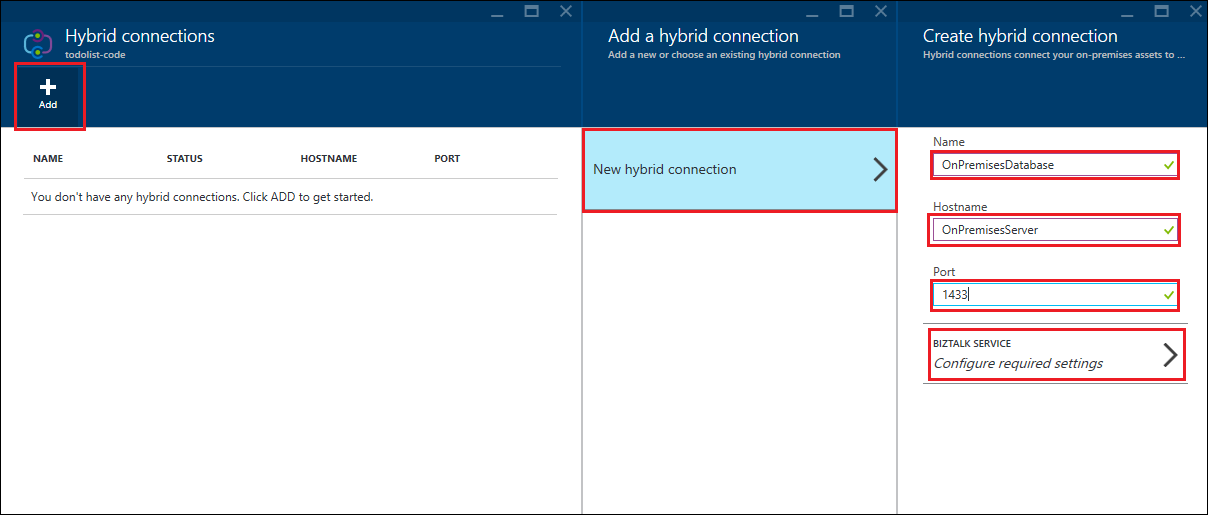 Hybrid connections
todolist-code
Add
NAME STATUS HOSTNAME PORT
You don't have any hybrid connections. Click ADD to get started.
Add a hybrid connection
Add a new or choose an existing hybrid connection
New hybrid connection
Create hybrid connection
Hybrid connections connect your on-premises assets to ...
Name
OnPremisesDatabase
Hostname
OnPremisesServer
Port
1433
BIZTALK SERVICE
Configure required settings